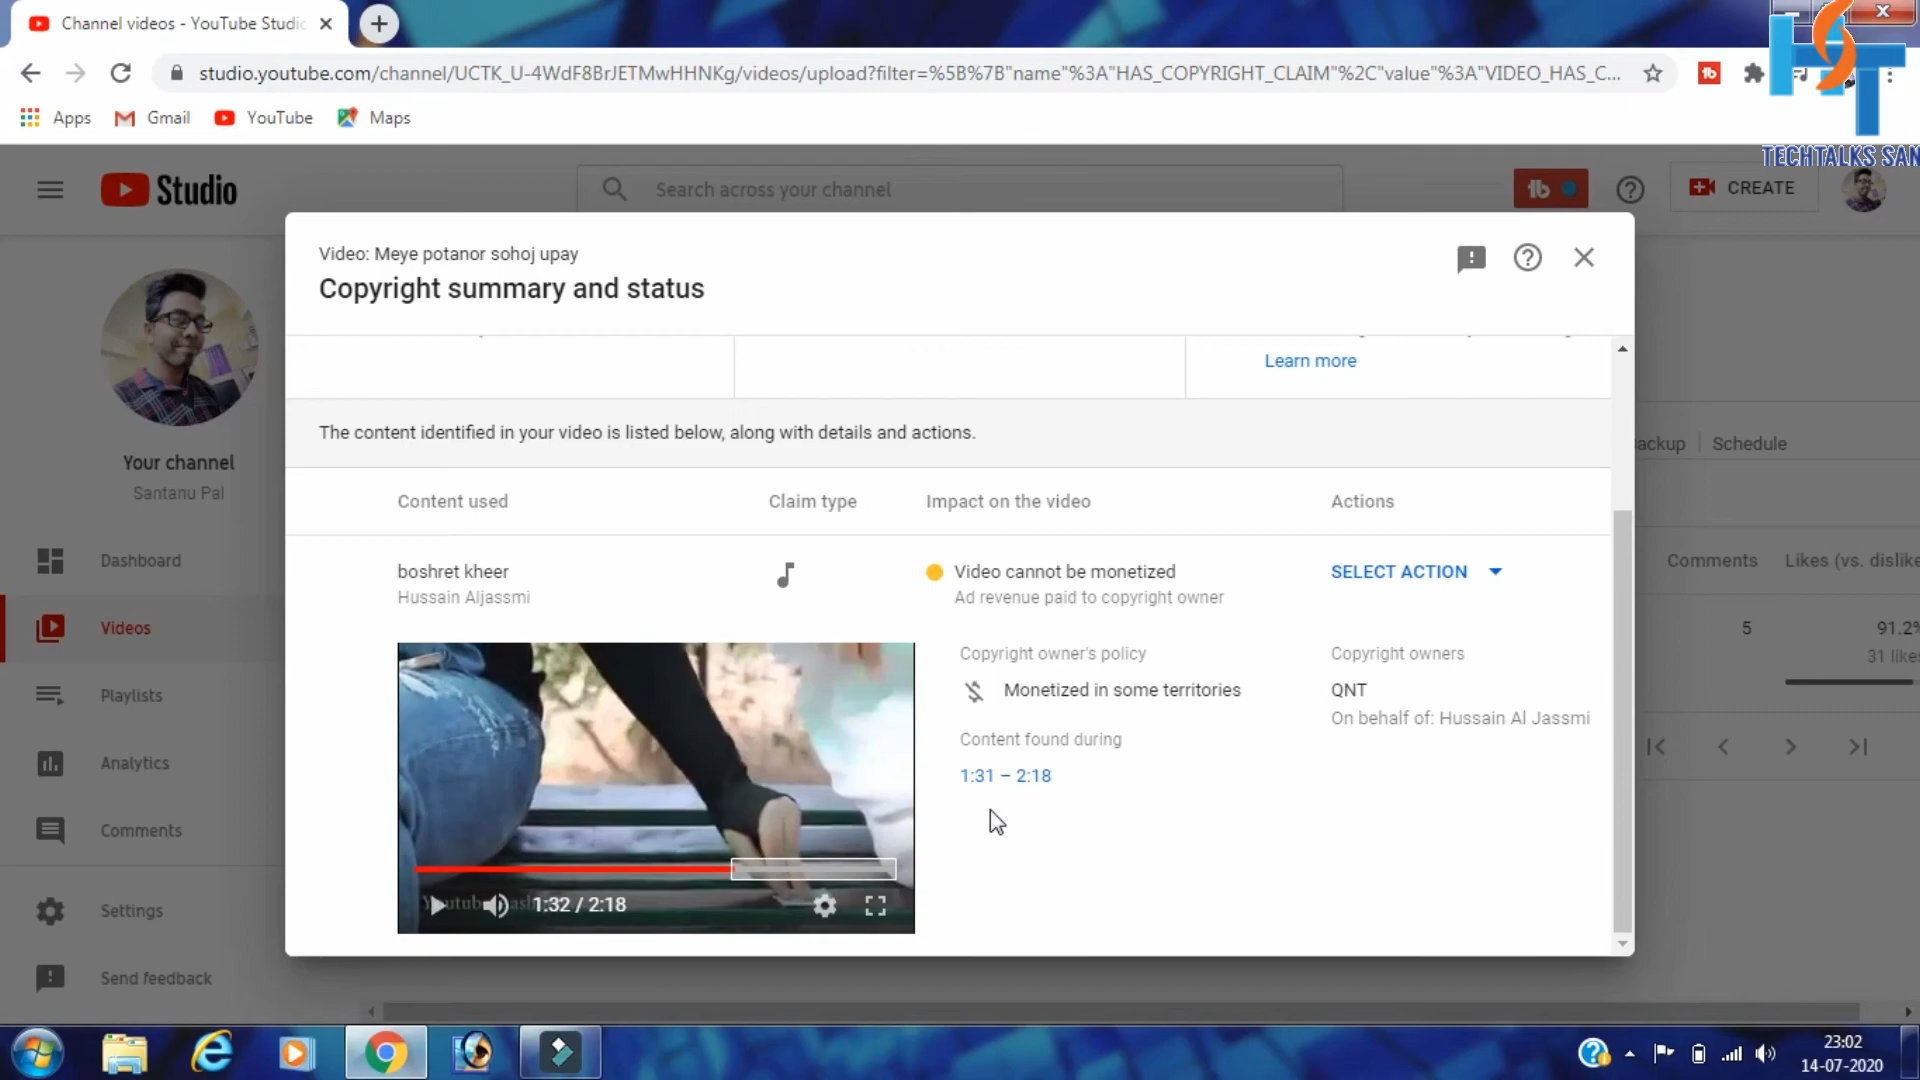 Channel videos - YouTube Studio
studio.youtube.com/channel/UCTK_U-4WdF8BrJETMwHHNKg/videos/upload?filter=%5B%7B"name"%3A"HAS_COPYRIGHT_CLAIM"%2C"value"%3A"VIDEO_HAS_C...
Apps Gmail YouTube Maps
TECHTALKS SAN
Studio
Search across your channel
CREATE
Video: Meye potanor sohoj upay
Copyright summary and status
Learn more
The content identified in your video is listed below, along with details and actions.
Content used Claim type Impact on the video Actions
boshret kheer
Hussain Aljassmi
Video cannot be monetized
Ad revenue paid to copyright owner
SELECT ACTION
Copyright owner's policy
Monetized in some territories
Content found during
1:31 – 2:18
Copyright owners
QNT
On behalf of: Hussain Al Jassmi
1:32 / 2:18
Your channel
Santanu Pal
Dashboard
Videos
Playlists
Analytics
Comments
Settings
Send feedback
Schedule
Comments Likes (vs. dislike
5 91.2%
31 likes
23:02
14-07-2020